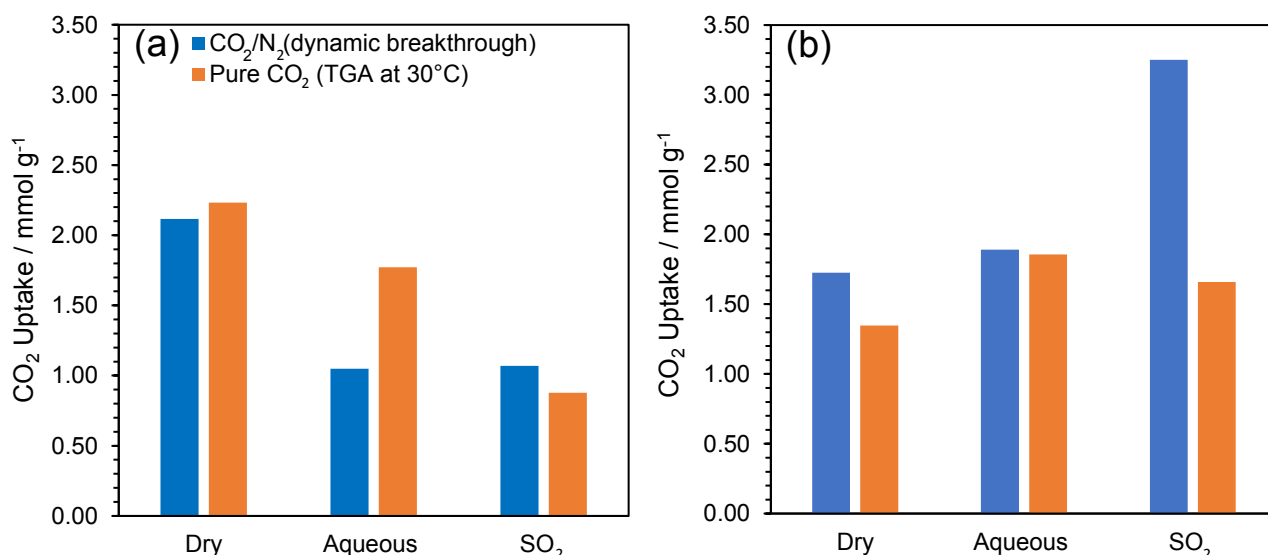 (a)
CO₂/N₂(dynamic breakthrough)
Pure CO₂ (TGA at 30°C)
CO₂ Uptake / mmol g⁻¹
3.50
3.00
2.50
2.00
1.50
1.00
0.50
0.00
Dry Aqueous SO₂
(b)
CO₂ Uptake / mmol g⁻¹
3.50
3.00
2.50
2.00
1.50
1.00
0.50
0.00
Dry Aqueous SO₂